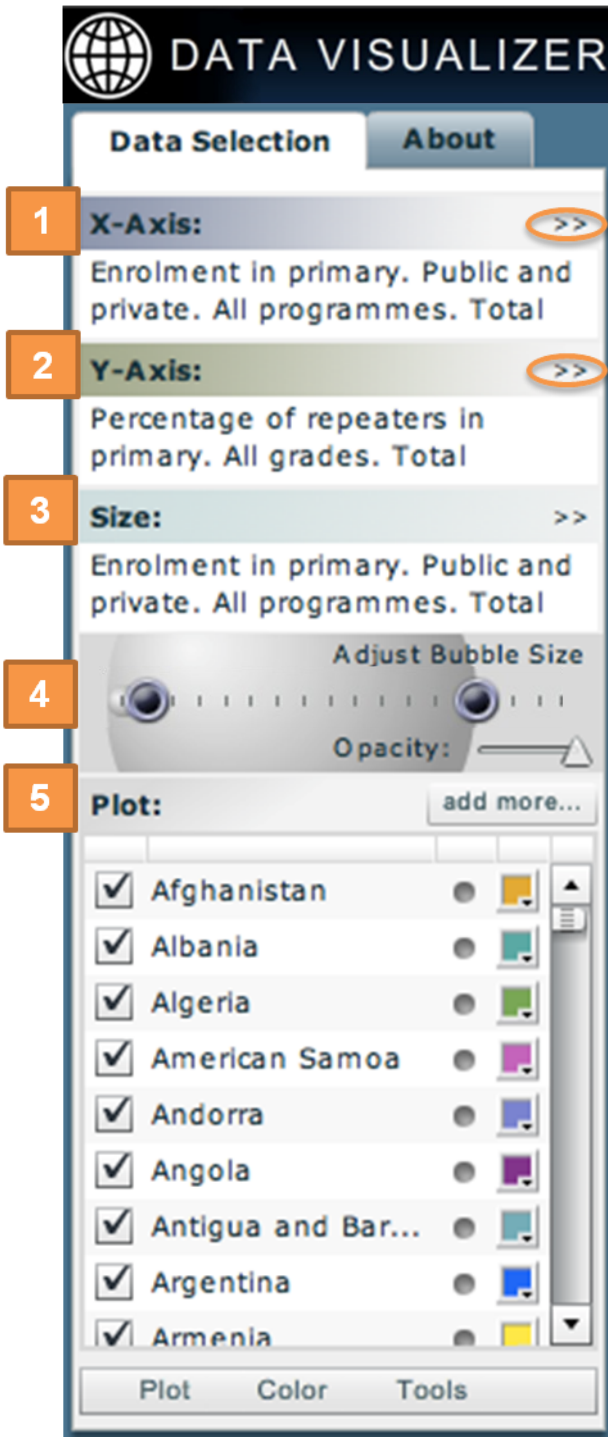 DATA VISUALIZER
Data Selection About
1 X-Axis: >>
Enrolment in primary. Public and
private. All programmes. Total
2 Y-Axis: >>
Percentage of repeaters in
primary. All grades. Total
3 Size: >>
Enrolment in primary. Public and
private. All programmes. Total
Adjust Bubble Size
4
Opacity:
5 Plot: add more...
Afghanistan
Albania
Algeria
American Samoa
Andorra
Angola
Antigua and Bar...
Argentina
Armenia
Plot Color Tools